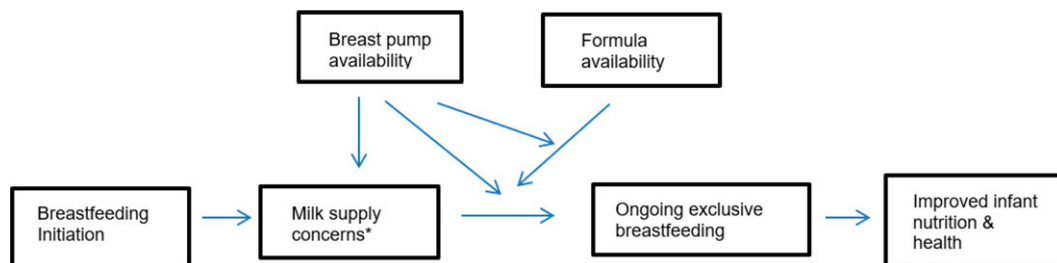 Breast pump
availability
Formula
availability
Breastfeeding
Initiation
Milk supply
concerns*
Ongoing exclusive
breastfeeding
Improved infant
nutrition &
health